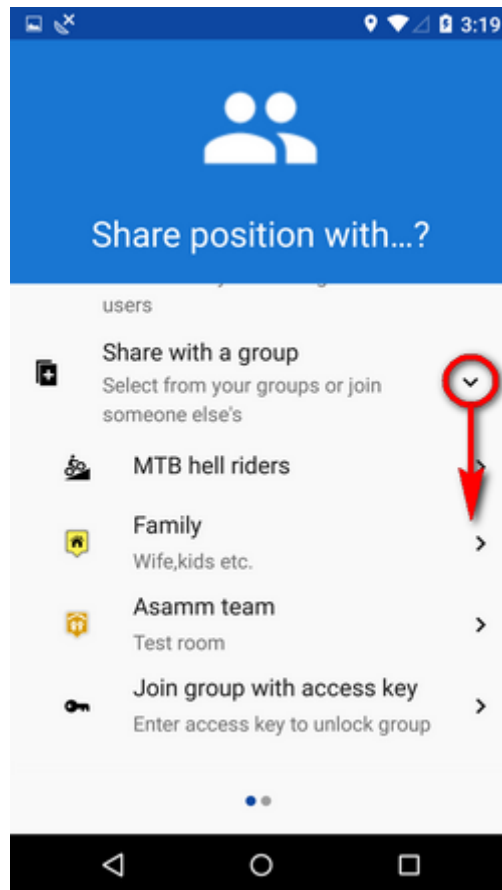 3:19
Share position with...?
users
Share with a group
Select from your groups or join
someone else's
MTB hell riders
Family
Wife,kids etc.
Asamm team
Test room
Join group with access key
Enter access key to unlock group